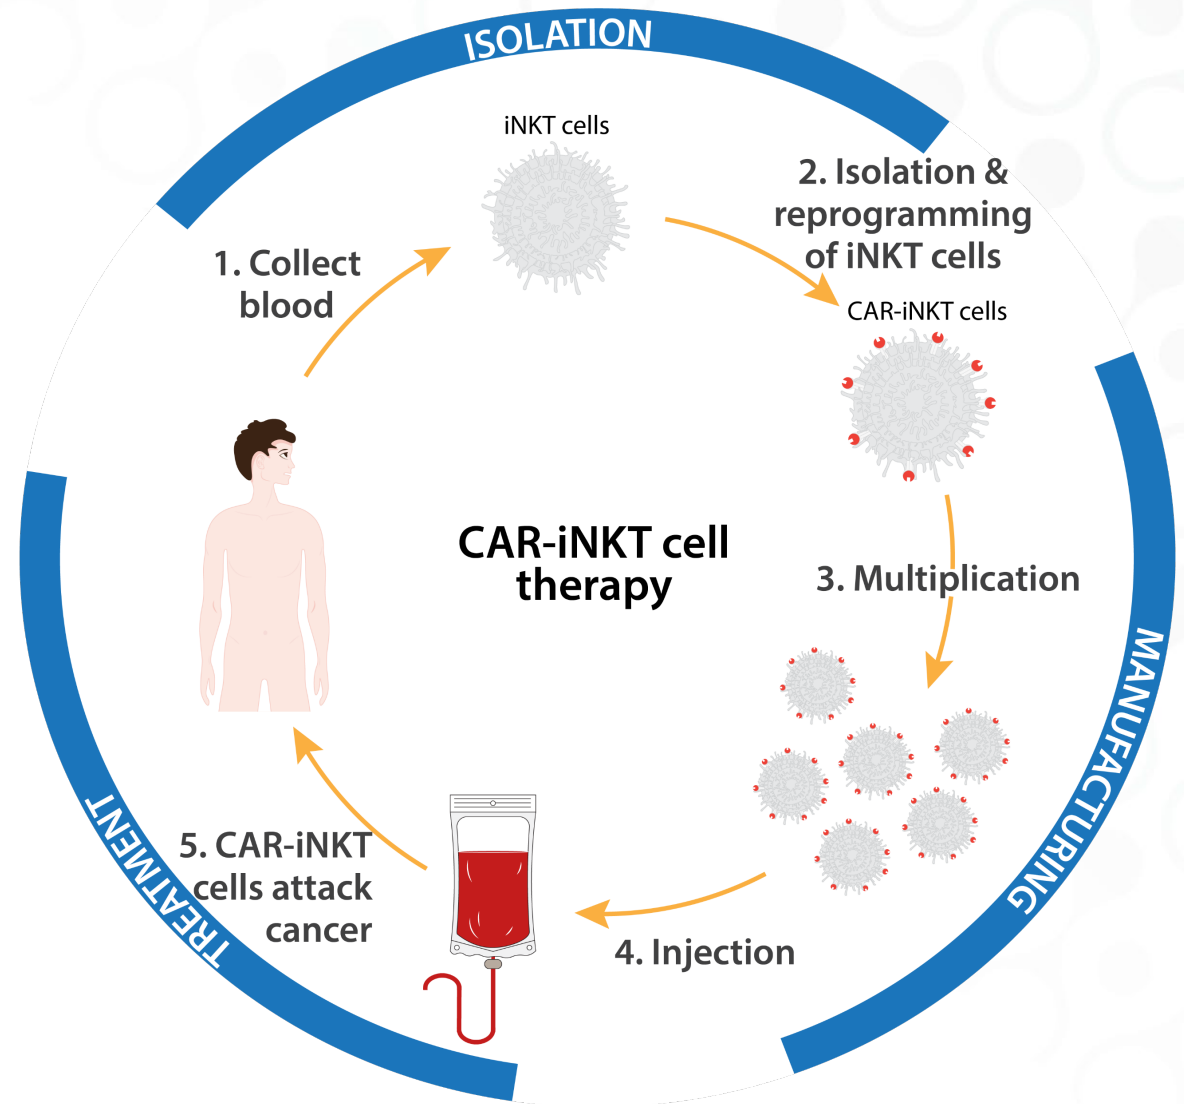 ISOLATION
iNKT cells
1. Collect
blood
2. Isolation &
reprogramming
of iNKT cells
CAR-iNKT cells
CAR-iNKT cell
therapy
3. Multiplication
MANUFACTURING
4. Injection
5. CAR-iNKT
cells attack
cancer
TREATMENT